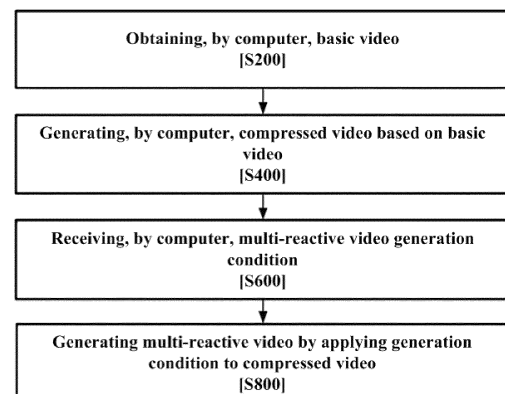 Obtaining, by computer, basic video
[S200]
Generating, by computer, compressed video based on basic
video
[S400]
Receiving, by computer, multi-reactive video generation
condition
[S600]
Generating multi-reactive video by applying generation
condition to compressed video
[S800]